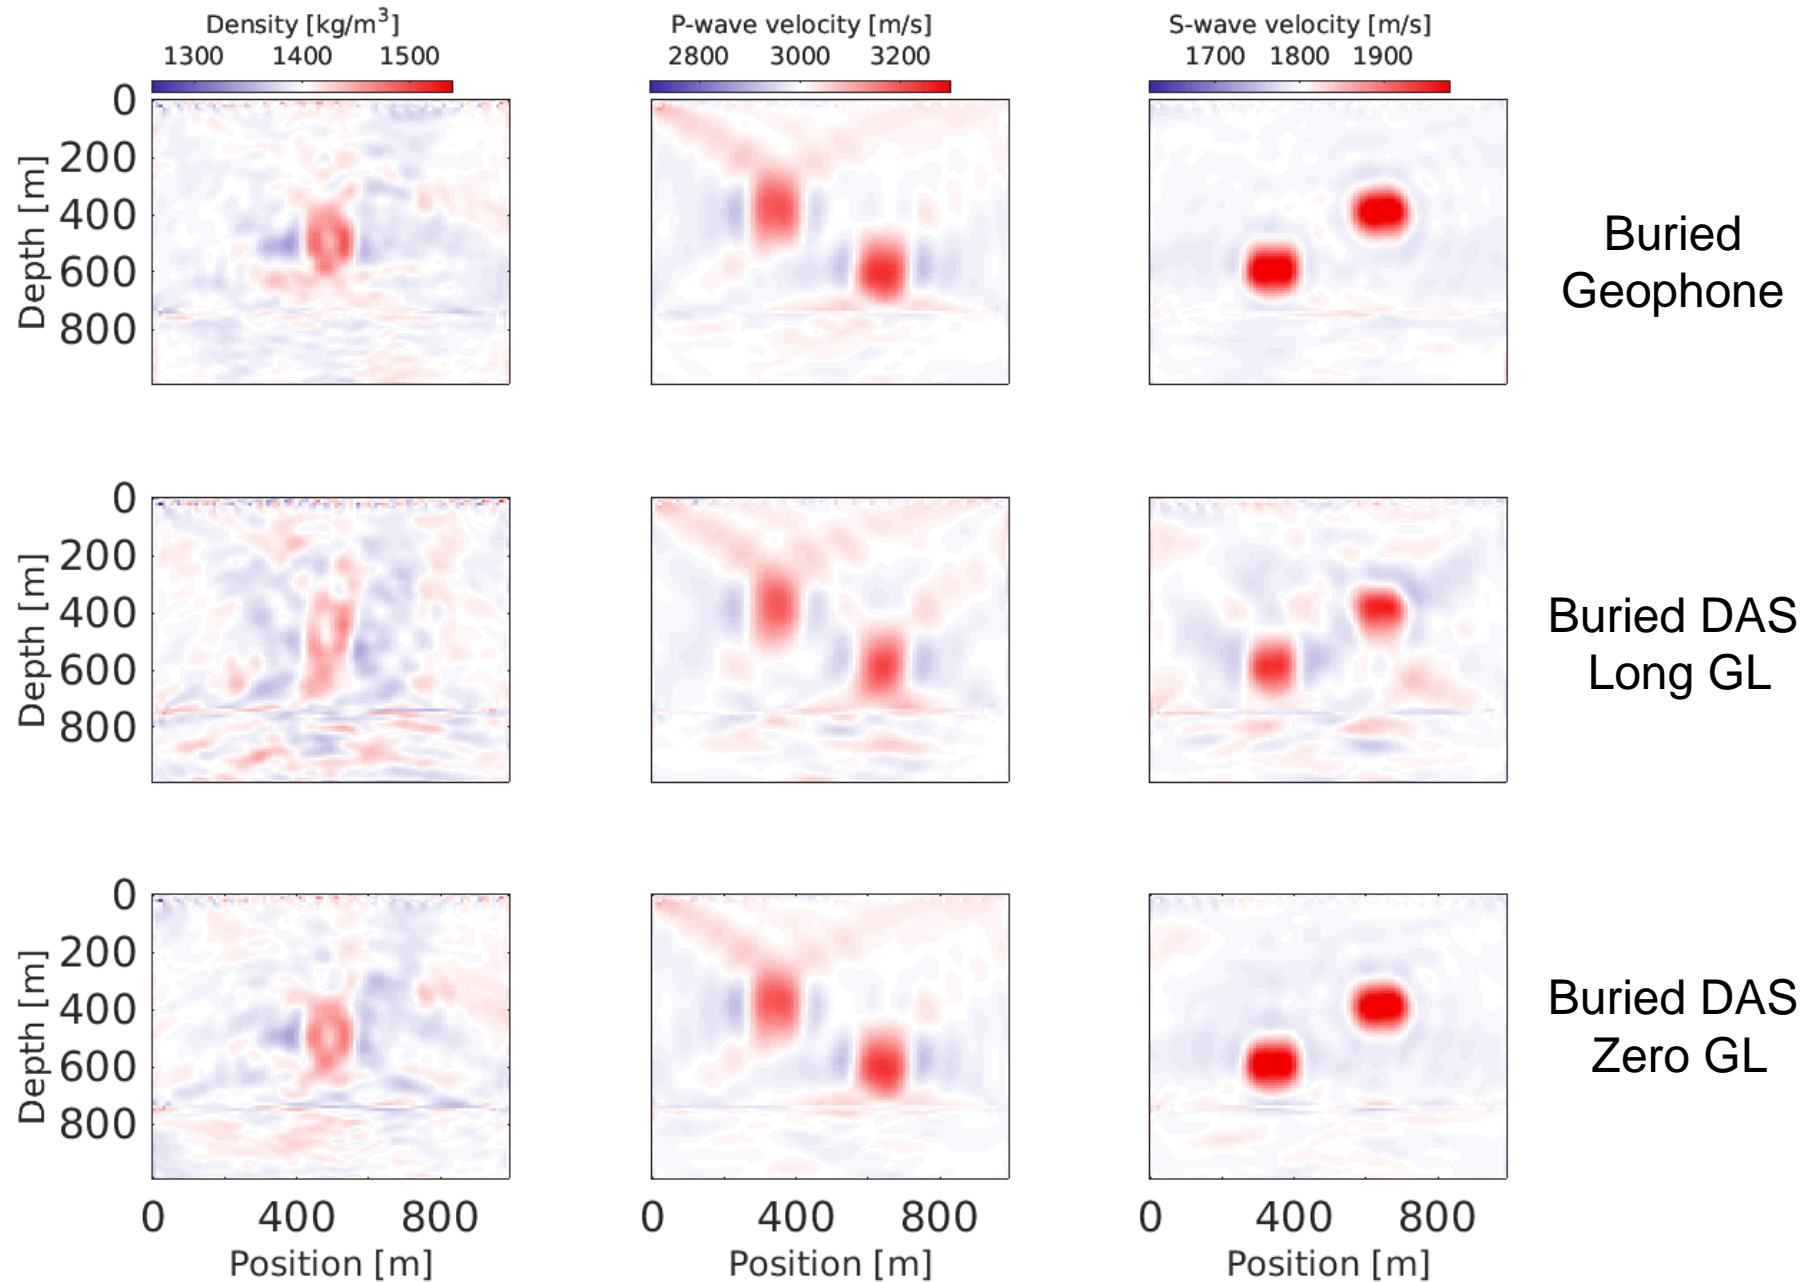 Density [kg/m³] P-wave velocity [m/s] S-wave velocity [m/s]
1300 1400 1500 2800 3000 3200 1700 1800 1900
0
200
400
600
800
Depth [m]
Buried
Geophone
0
200
400
600
800
Depth [m]
Buried DAS
Long GL
0
200
400
600
800
Depth [m]
Buried DAS
Zero GL
0 400 800 0 400 800 0 400 800
Position [m] Position [m] Position [m]